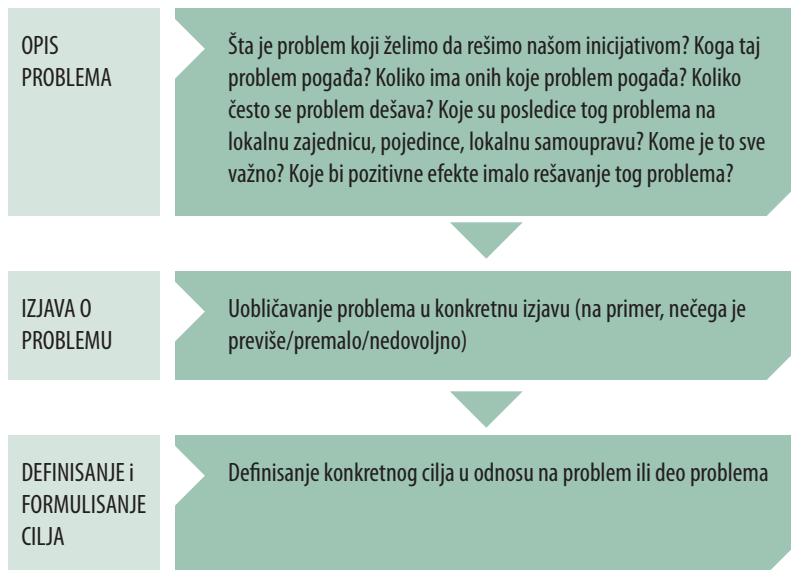 OPIS
PROBLEMA
Šta je problem koji želimo da rešimo našom inicijativom? Koga taj
problem pogađa? Koliko ima onih koje problem pogađa? Koliko
često se problem dešava? Koje su posledice tog problema na
lokalnu zajednicu, pojedince, lokalnu samoupravu? Kome je to sve
važno? Koje bi pozitivne efekte imalo rešavanje tog problema?
IZJAVA O
PROBLEMU
Uobličavanje problema u konkretnu izjavu (na primer, nečega je
previše/premalo/nedovoljno)
DEFINISANJE i
FORMULISANJE
CILJA
Definisanje konkretnog cilja u odnosu na problem ili deo problema